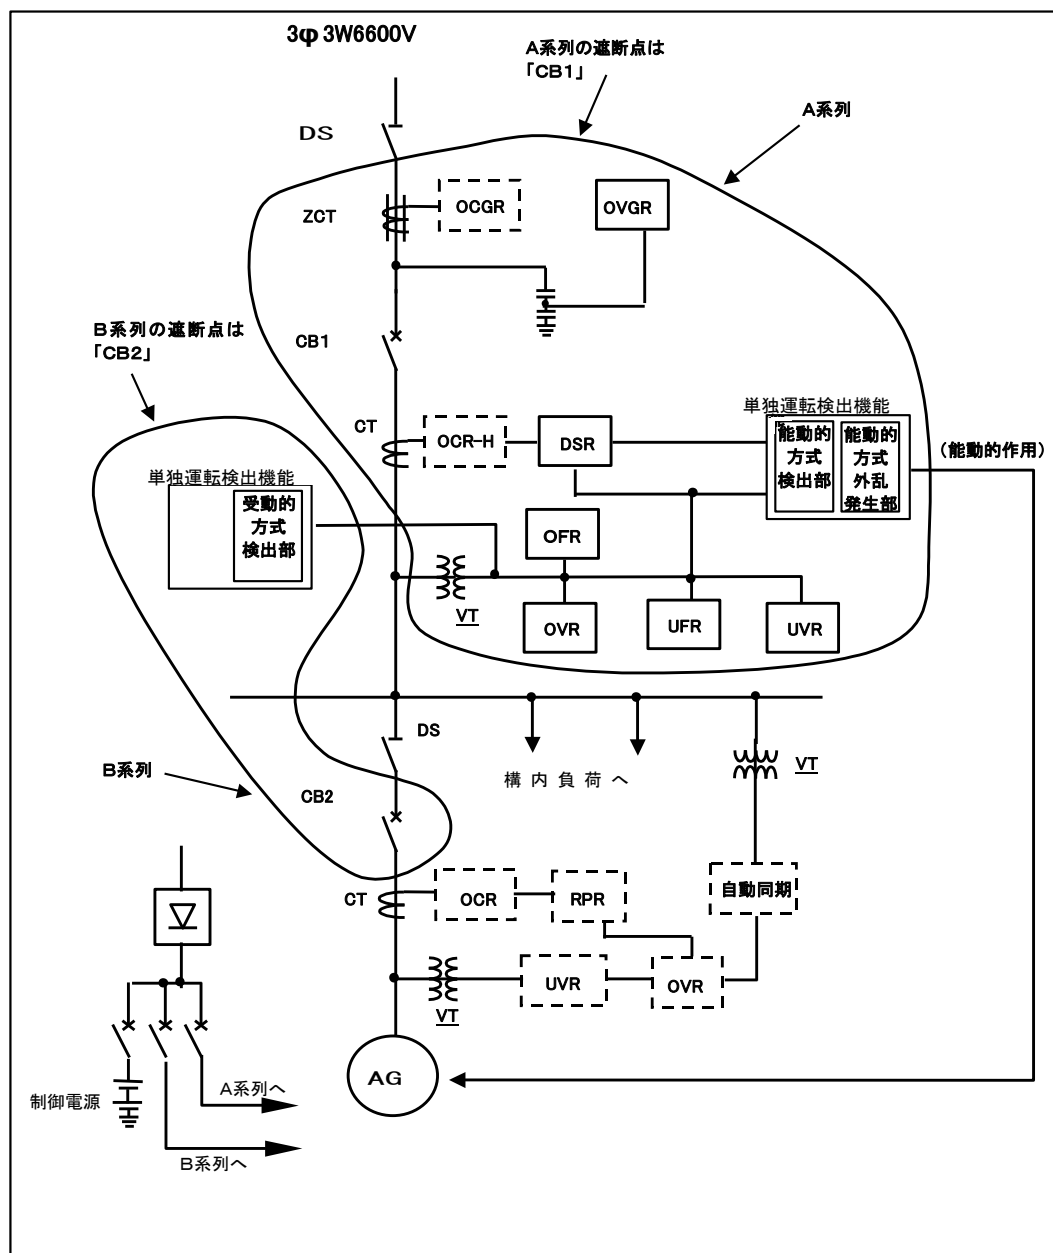 3φ 3W6600V
A系列の遮断点は
「CB1」
A系列
DS
ZCT
OCGR
OVGR
B系列の遮断点は
「CB2」
CB1
CT
OCR-H
DSR
単独運転検出機能
能動的
方式
検出部
能動的
方式
外乱
発生部
(能動的作用)
単独運転検出機能
受動的
方式
検出部
OFR
VT
OVR
UFR
UVR
DS
構 内 負 荷 へ
VT
B系列
CB2
CT
OCR
RPR
自動同期
UVR
OVR
VT
AG
制御電源
A系列へ
B系列へ